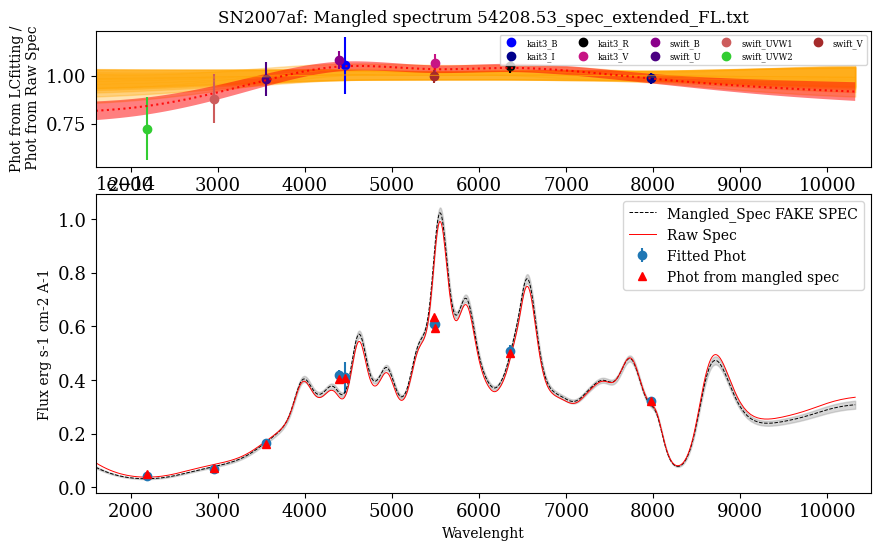 SN2007af: Mangled spectrum 54208.53_spec_extended_FL.txt
Phot from LCfitting /
Phot from Raw Spec
1.00
0.75
kait3_B kait3_R swift_B swift_UVW1 swift_V
kait3_I kait3_V swift_U swift_UVW2
2000 3000 4000 5000 6000 7000 8000 9000 10000
1e−14
Flux erg s-1 cm-2 A-1
1.0
0.8
0.6
0.4
0.2
0.0
Mangled_Spec FAKE SPEC
Raw Spec
Fitted Phot
Phot from mangled spec
2000 3000 4000 5000 6000 7000 8000 9000 10000
Wavelenght